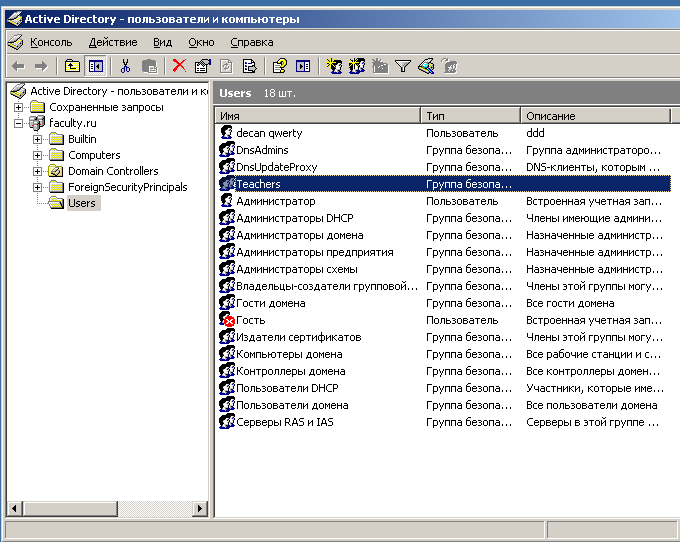 Active Directory - пользователи и компьютеры
Консоль Действие Вид Окно Справка
Active Directory - пользователи и к
Сохраненные запросы
faculty.ru
Builtin
Computers
Domain Controllers
ForeignSecurityPrincipals
Users
Users 18 шт.
Имя Тип Описание
decan qwerty Пользователь ddd
DnsAdmins Группа безопа... Группа администраторо...
DnsUpdateProxy Группа безопа... DNS-клиенты, которым ...
Teachers Группа безопа...
Администратор Пользователь Встроенная учетная зап...
Администраторы DHCP Группа безопа... Члены имеющие админи...
Администраторы домена Группа безопа... Назначенные администр...
Администраторы предприятия Группа безопа... Назначенные администр...
Администраторы схемы Группа безопа... Назначенные администр...
Владельцы-создатели групповой... Группа безопа... Члены этой группы могу...
Гости домена Группа безопа... Все гости домена
Гость Пользователь Встроенная учетная зап...
Издатели сертификатов Группа безопа... Члены этой группы могу...
Компьютеры домена Группа безопа... Все рабочие станции и с...
Контроллеры домена Группа безопа... Все контроллеры домен...
Пользователи DHCP Группа безопа... Участники, которые име...
Пользователи домена Группа безопа... Все пользователи домена
Серверы RAS и IAS Группа безопа... Серверы в этой группе ...